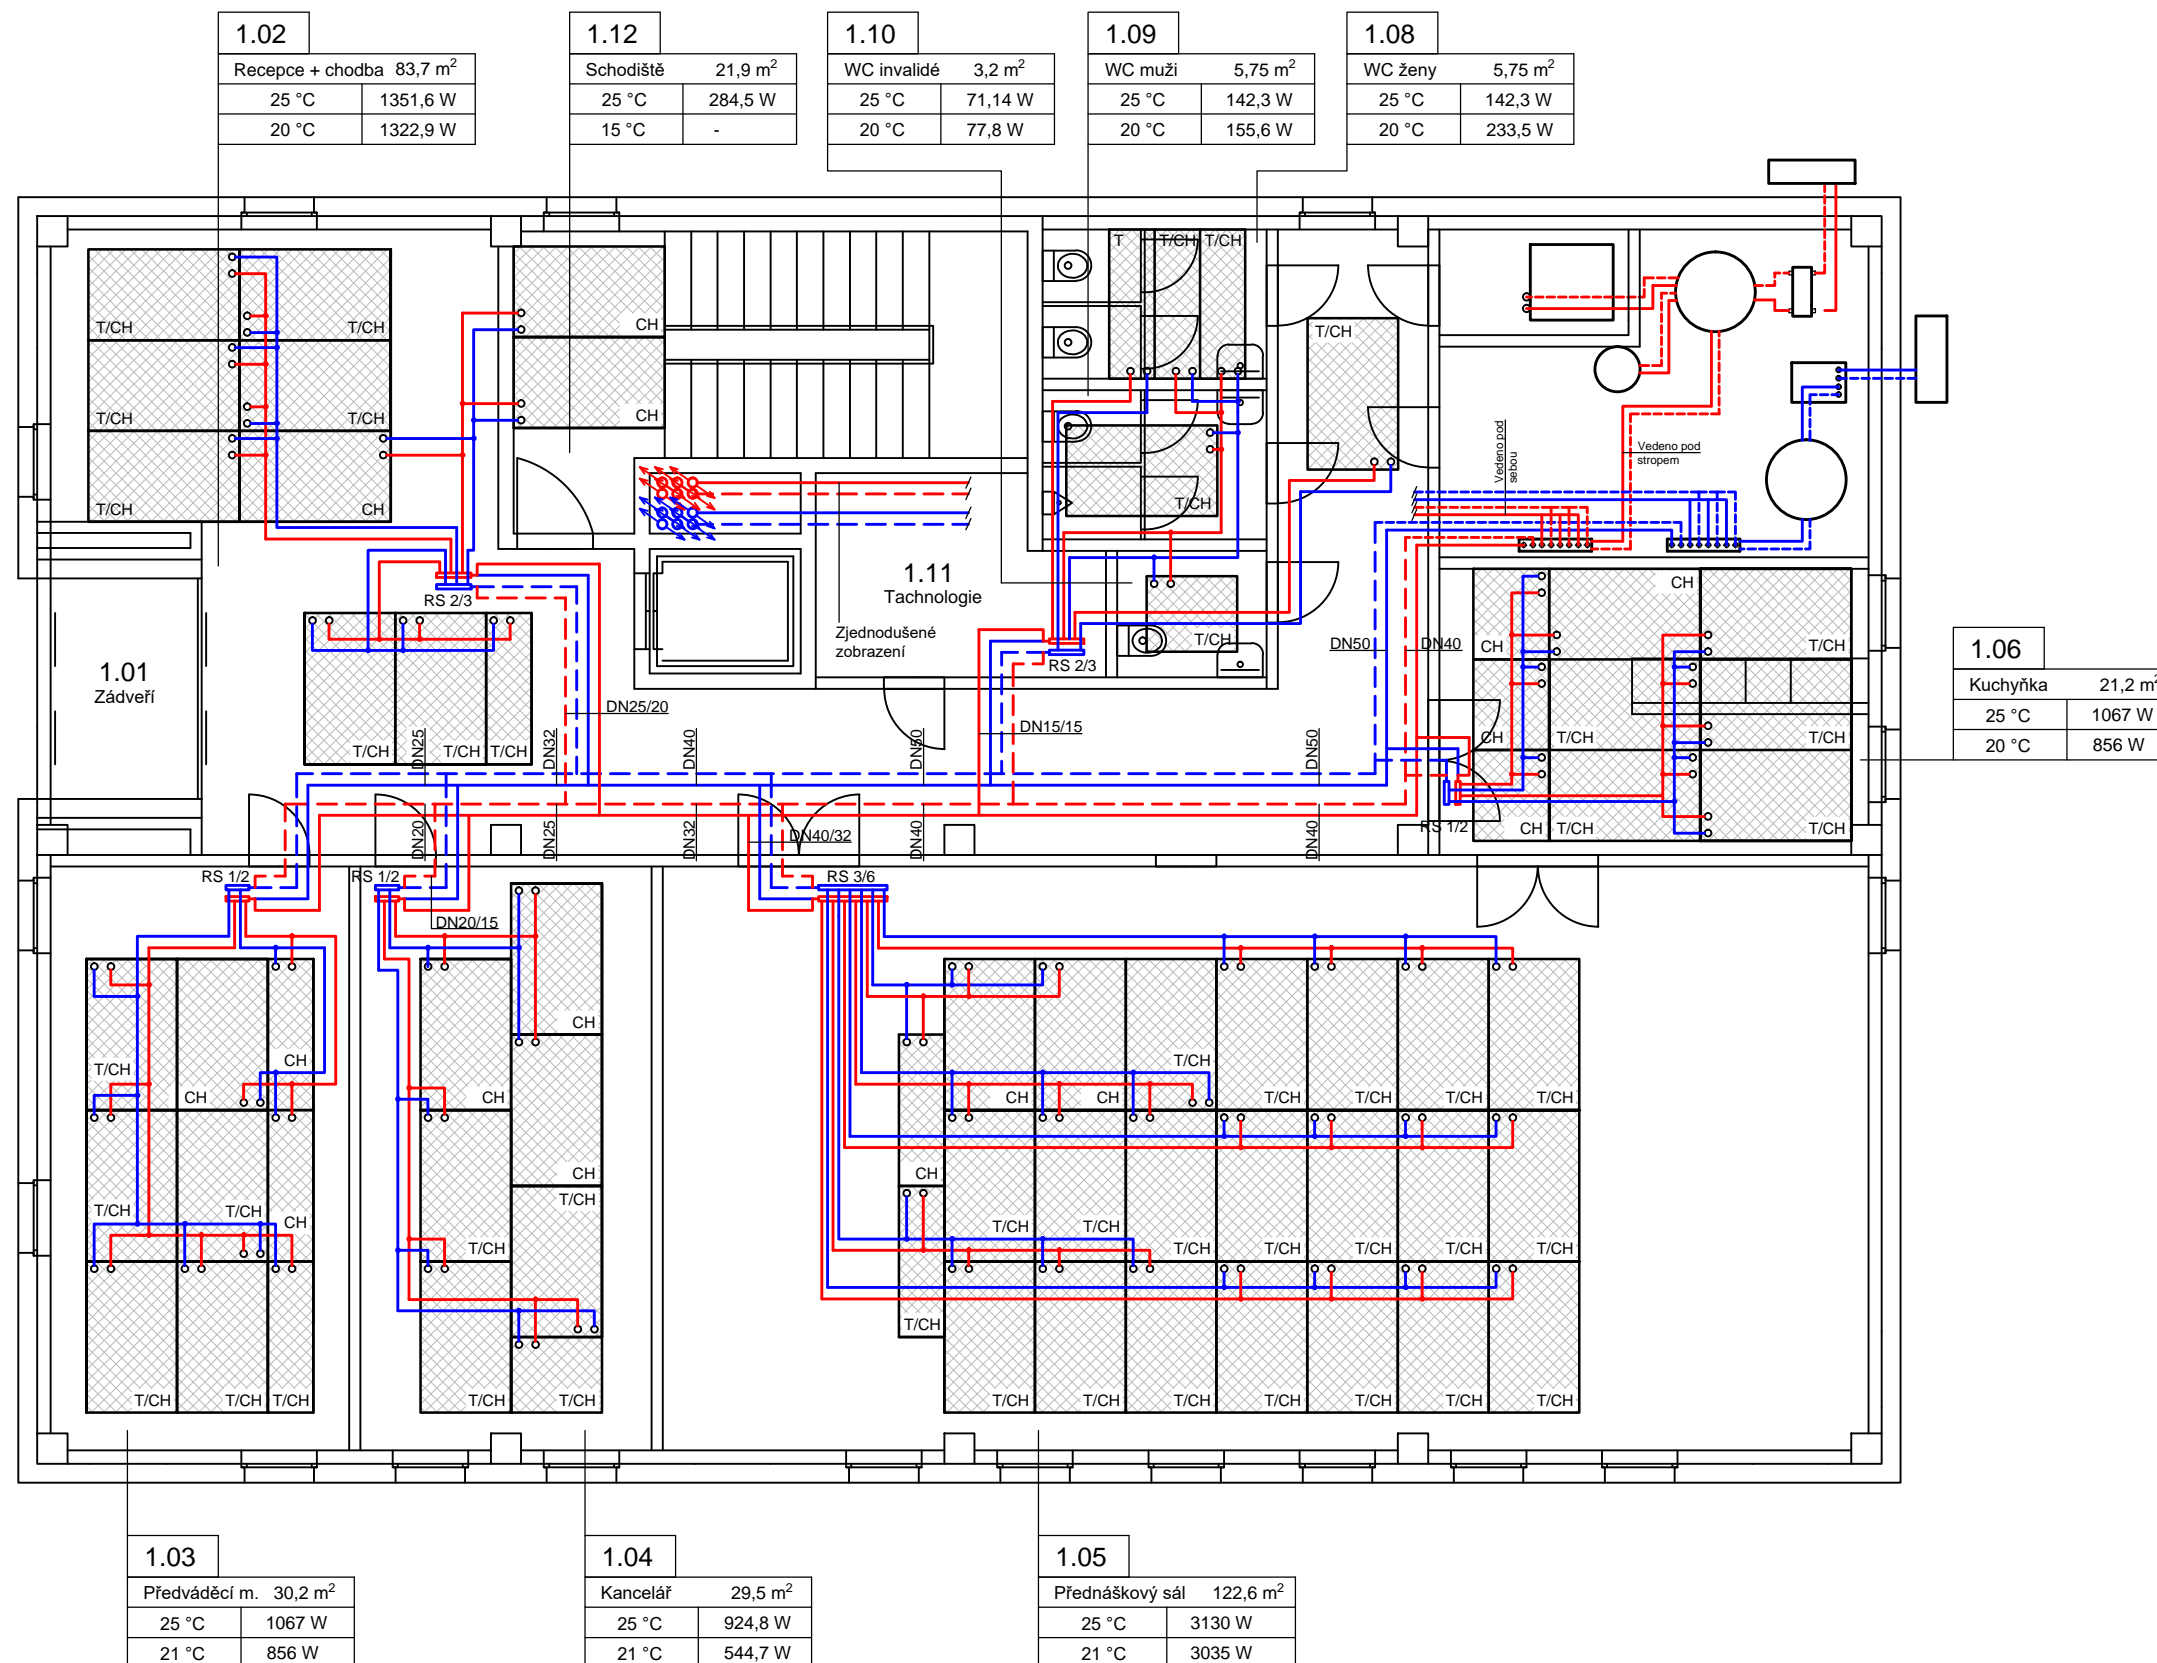 1.02
Recepce + chodba 83,7 m²
25 °C 1351,6 W
20 °C 1322,9 W
1.12
Schodiště 21,9 m²
25 °C 284,5 W
15 °C -
1.10
WC invalidé 3,2 m²
25 °C 71,14 W
20 °C 77,8 W
1.09
WC muži 5,75 m²
25 °C 142,3 W
20 °C 155,6 W
1.08
WC ženy 5,75 m²
25 °C 142,3 W
20 °C 233,5 W
T T/CH T/CH
T/CH T/CH
CH
T/CH
T/CH T/CH
CH
T/CH CH
T/CH
Vedeno pod
sebou
Vedeno pod
stropem
RS 2/3
1.11
Tachnologie
Zjednodušené
zobrazení
T/CH
RS 2/3
CH
CH
T/CH
DN50
DN40
1.06
Kuchyňka 21,2 m²
25 °C 1067 W
20 °C 856 W
1.01
Zádveří
T/CH T/CH T/CH
DN25/20
DN15/15
CH T/CH T/CH
DN25
DN32
DN40
DN50
DN50
DN20
DN25
DN32
DN40/32
DN40
DN40
RS 1/2
CH T/CH T/CH
RS 1/2
RS 1/2
RS 3/6
DN20/15
CH
T/CH
CH
CH
CH
CH
T/CH
CH
CH
T/CH
T/CH
T/CH
T/CH
CH
CH
T/CH
T/CH
CH
T/CH
T/CH
T/CH
T/CH
T/CH
T/CH
T/CH
T/CH
T/CH
T/CH
T/CH T/CH T/CH
T/CH T/CH
T/CH T/CH T/CH T/CH T/CH T/CH T/CH
1.03
Předváděcí m. 30,2 m²
25 °C 1067 W
21 °C 856 W
1.04
Kancelář 29,5 m²
25 °C 924,8 W
21 °C 544,7 W
1.05
Přednáškový sál 122,6 m²
25 °C 3130 W
21 °C 3035 W